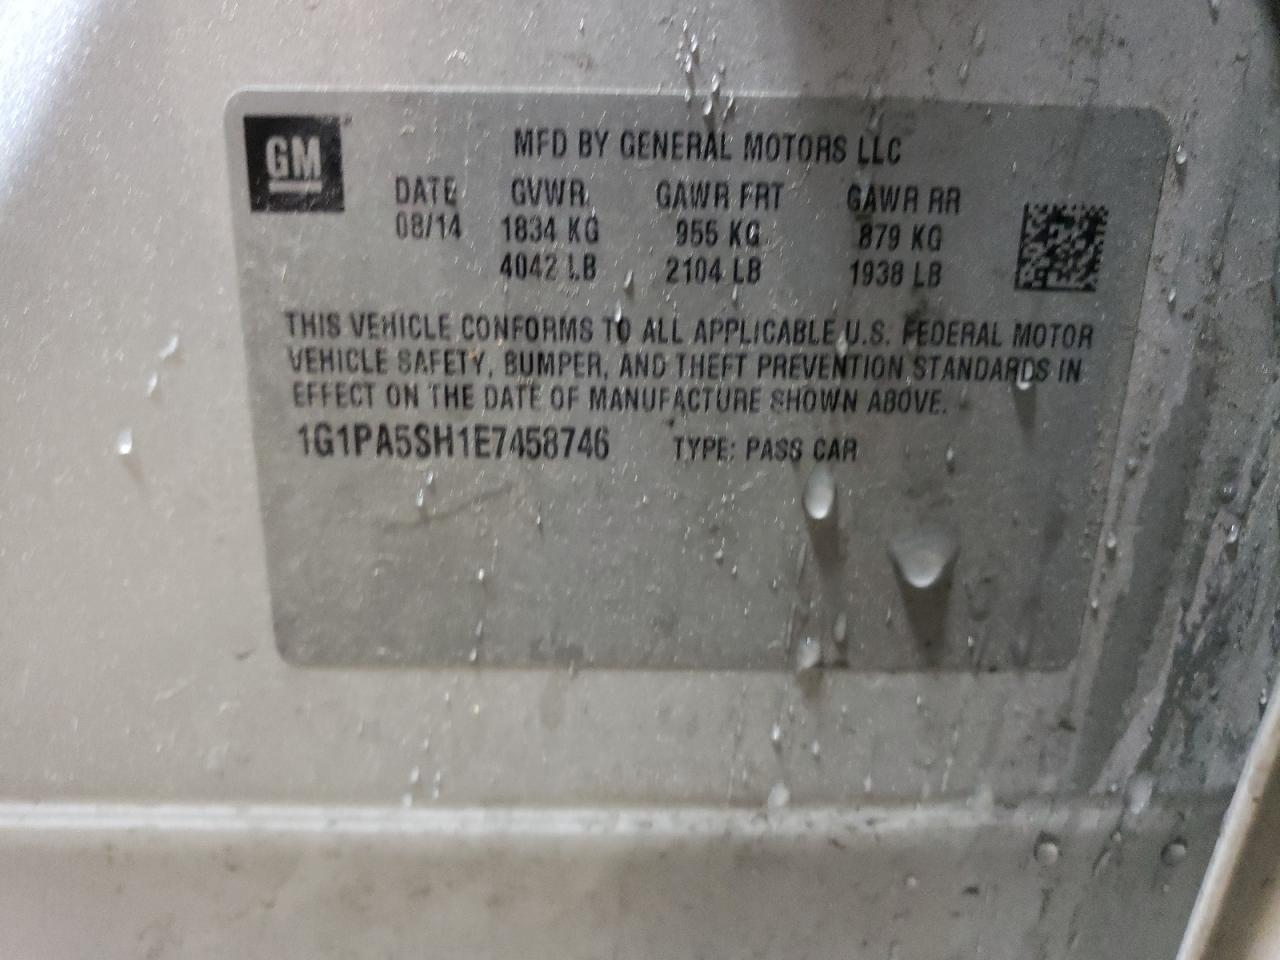 GM
MFD BY GENERAL MOTORS LLC
DATE GVWR GAWR FRT GAWR RR
08/14 1834 KG 955 KG 879 KG
4042 LB 2104 LB 1938 LB
THIS VEHICLE CONFORMS TO ALL APPLICABLE U.S. FEDERAL MOTOR
VEHICLE SAFETY, BUMPER, AND THEFT PREVENTION STANDARDS IN
EFFECT ON THE DATE OF MANUFACTURE SHOWN ABOVE.
1G1PA5SH1E7458746 TYPE: PASS CAR